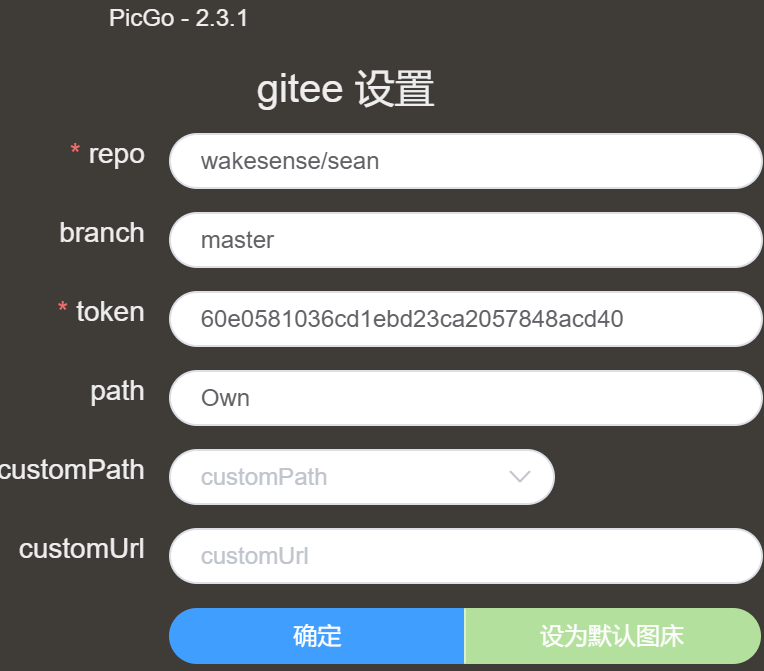 PicGo - 2.3.1
gitee 设置
* repo wakesense/sean
branch master
* token 60e0581036cd1ebd23ca2057848acd40
path Own
customPath customPath
customUrl customUrl
确定 设为默认图床